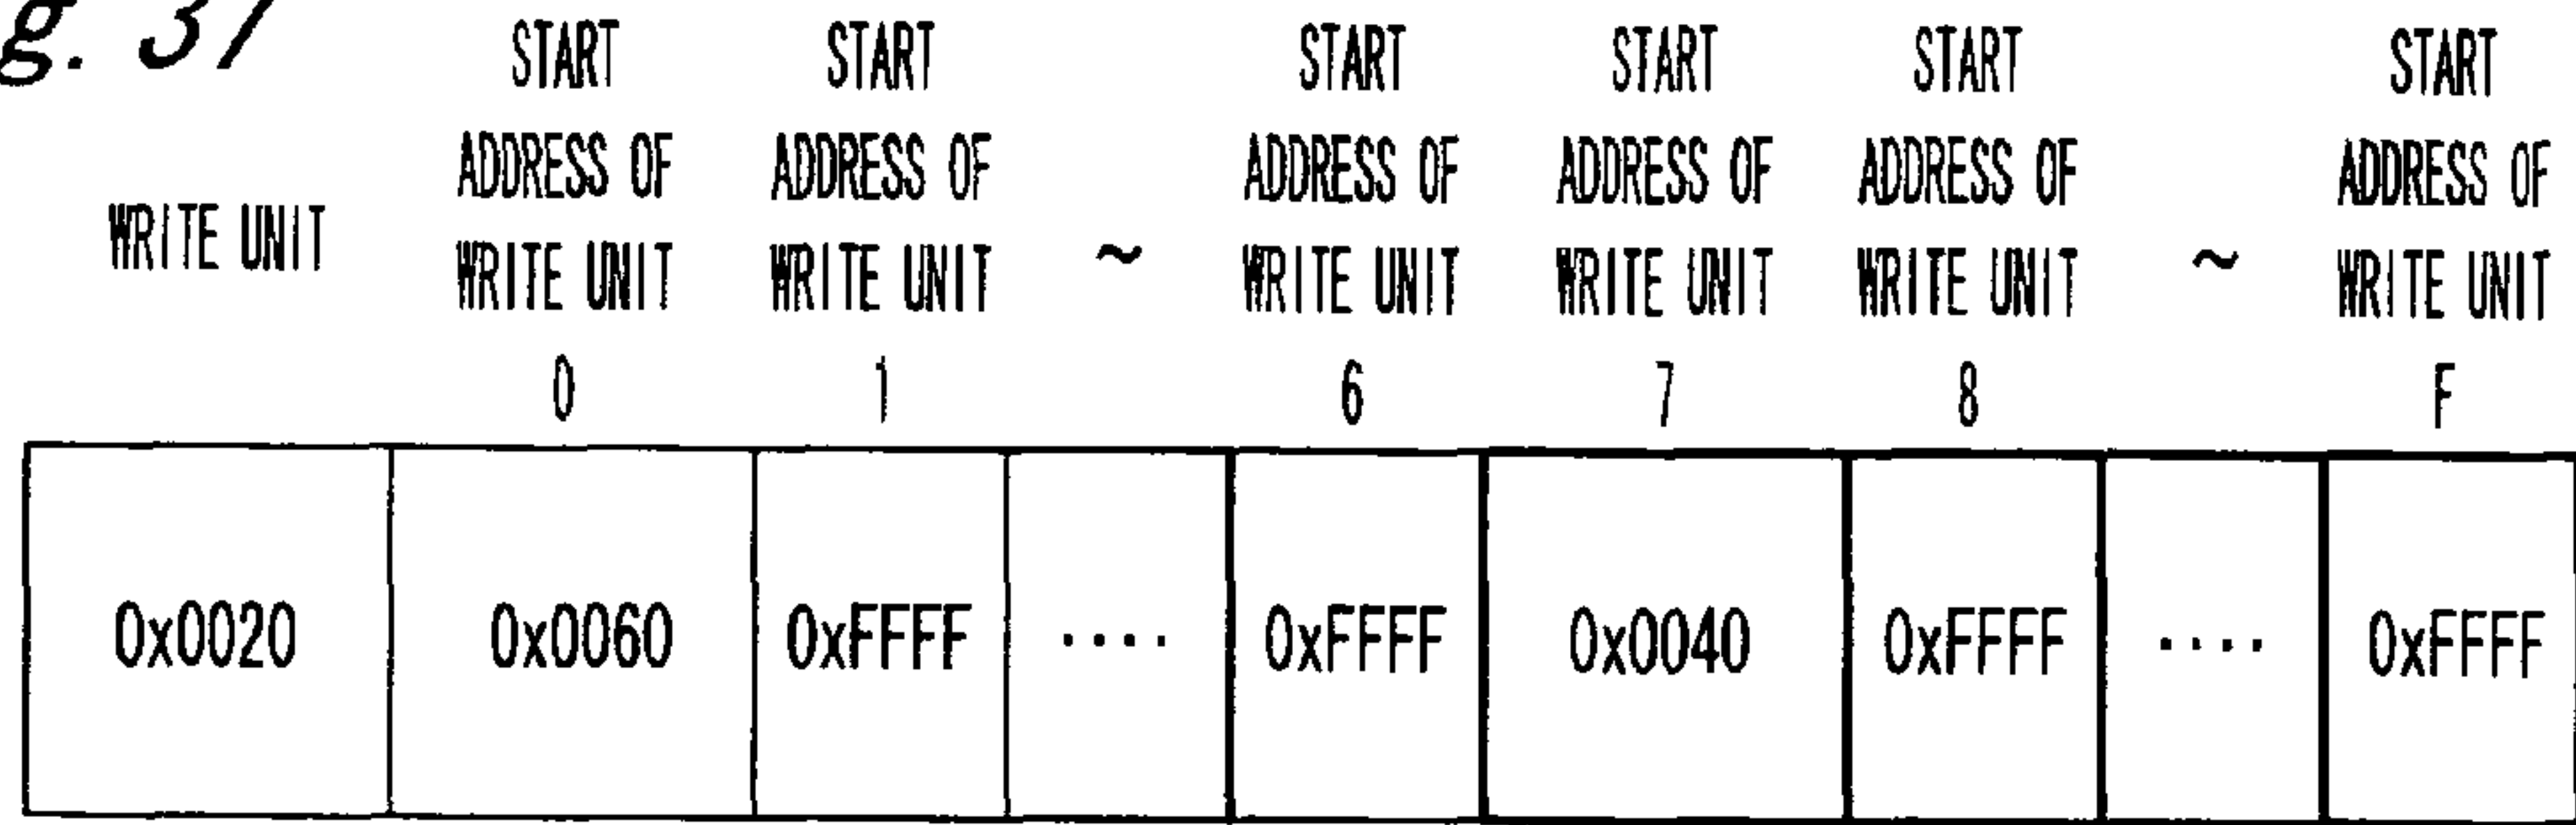 g. 37
START START START START START START
ADDRESS OF ADDRESS OF ADDRESS OF ADDRESS OF ADDRESS OF ADDRESS OF
WRITE UNIT WRITE UNIT WRITE UNIT ~ WRITE UNIT WRITE UNIT WRITE UNIT ~ WRITE UNIT
0 1 6 7 8 F
0x0020 0x0060 0xFFFF ···· 0xFFFF 0x0040 0xFFFF ···· 0xFFFF